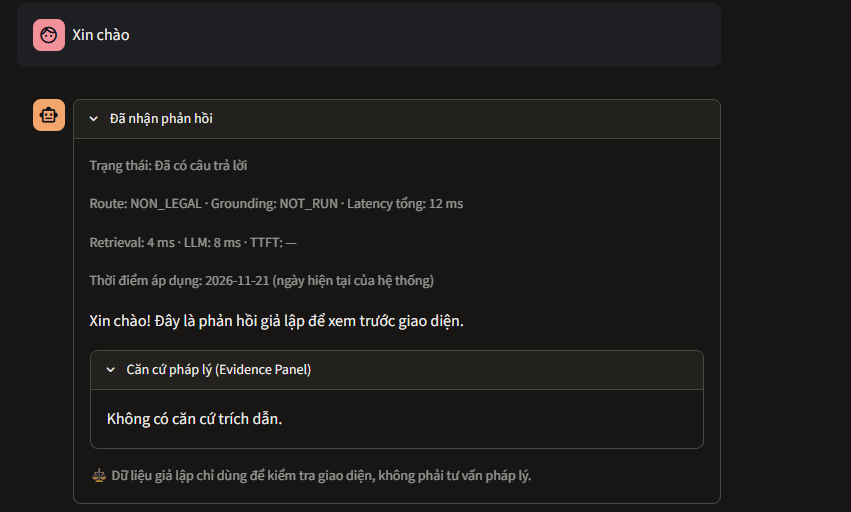 Xin chào
Đã nhận phản hồi
Trạng thái: Đã có câu trả lời
Route: NON_LEGAL · Grounding: NOT_RUN · Latency tổng: 12 ms
Retrieval: 4 ms · LLM: 8 ms · TTFT: —
Thời điểm áp dụng: 2026-11-21 (ngày hiện tại của hệ thống)
Xin chào! Đây là phản hồi giả lập để xem trước giao diện.
Căn cứ pháp lý (Evidence Panel)
Không có căn cứ trích dẫn.
Dữ liệu giả lập chỉ dùng để kiểm tra giao diện, không phải tư vấn pháp lý.